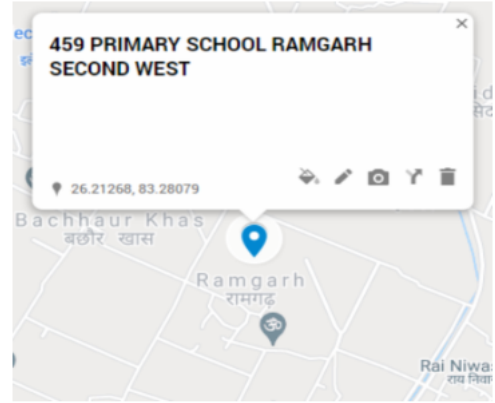 459 PRIMARY SCHOOL RAMGARH
SECOND WEST
26.21268, 83.28079
Bachhaur Khas
बछौर खास
Ramgarh
रामगढ़
Rai Niwas
राय निवा